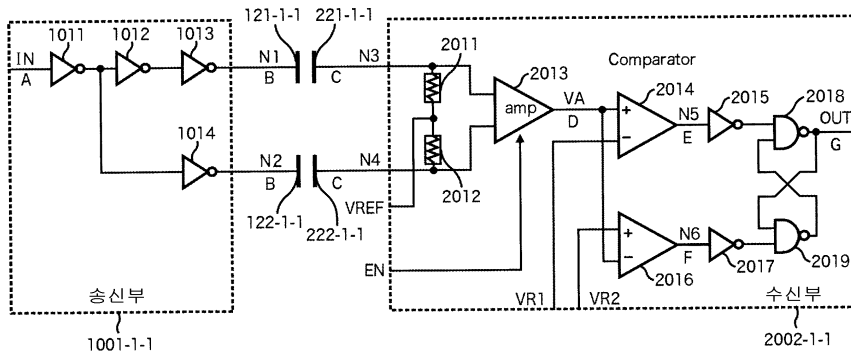 1011
1012
1013
121-1-1
221-1-1
IN
A
N1
B
C
N3
2011
2013
amp
VA
D
Comparator
2014
N5
E
2015
2018
OUT
G
1014
N2
B
C
N4
2012
122-1-1
222-1-1
VREF
EN
VR1
VR2
2016
N6
F
2017
2019
송신부
수신부
1001-1-1
2002-1-1
+
−
+
−